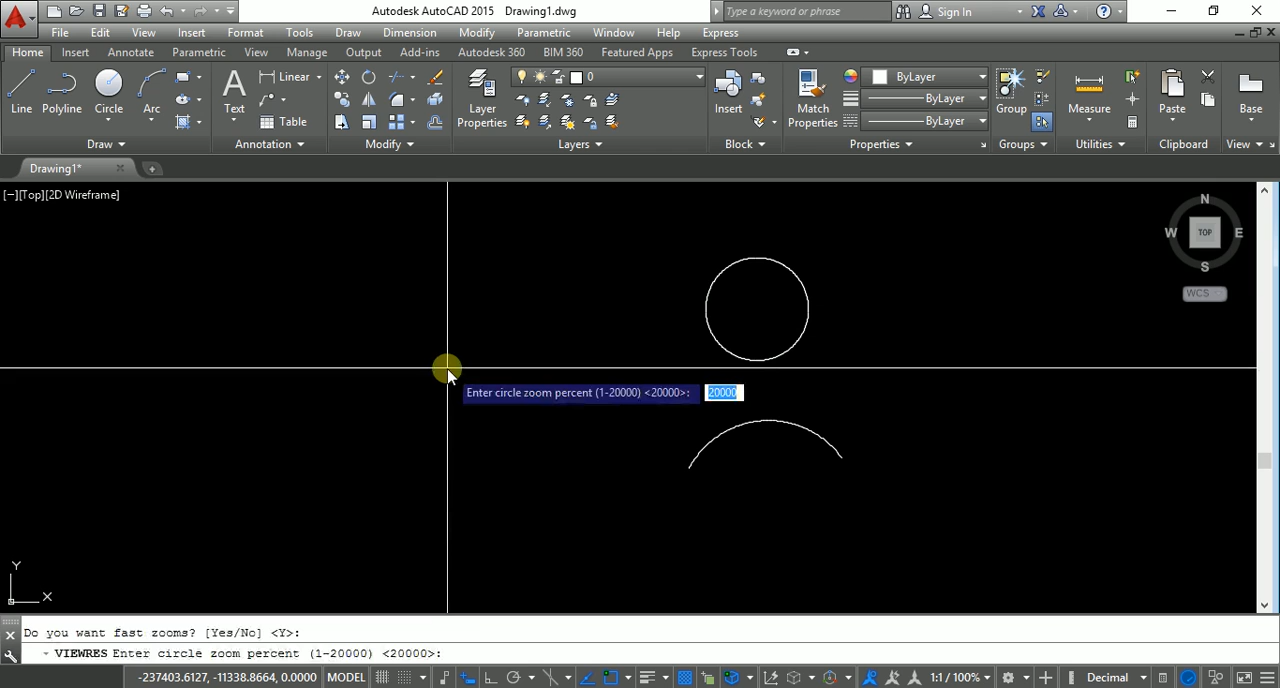 Autodesk AutoCAD 2015 Drawing1.dwg
Type a keyword or phrase
Sign In
File Edit View Insert Format Tools Draw Dimension Modify Parametric Window Help Express
Home Insert Annotate Parametric View Manage Output Add-ins Autodesk 360 BIM 360 Featured Apps Express Tools
Line Polyline Circle Arc Text Linear Table Layer Properties 0 Insert Match Properties ByLayer ByLayer ByLayer Group Measure Paste Base
Draw Annotation Modify Layers Block Properties Groups Utilities Clipboard View
Drawing1*
[−][Top][2D Wireframe]
N
W TOP E
S
WCS
Enter circle zoom percent (1-20000) <20000>: 20000
Y
X
Do you want fast zooms? [Yes/No] <Y>:
VIEWRES Enter circle zoom percent (1-20000) <20000>:
-237403.6127, -11338.8664, 0.0000 MODEL 1:1 / 100% Decimal